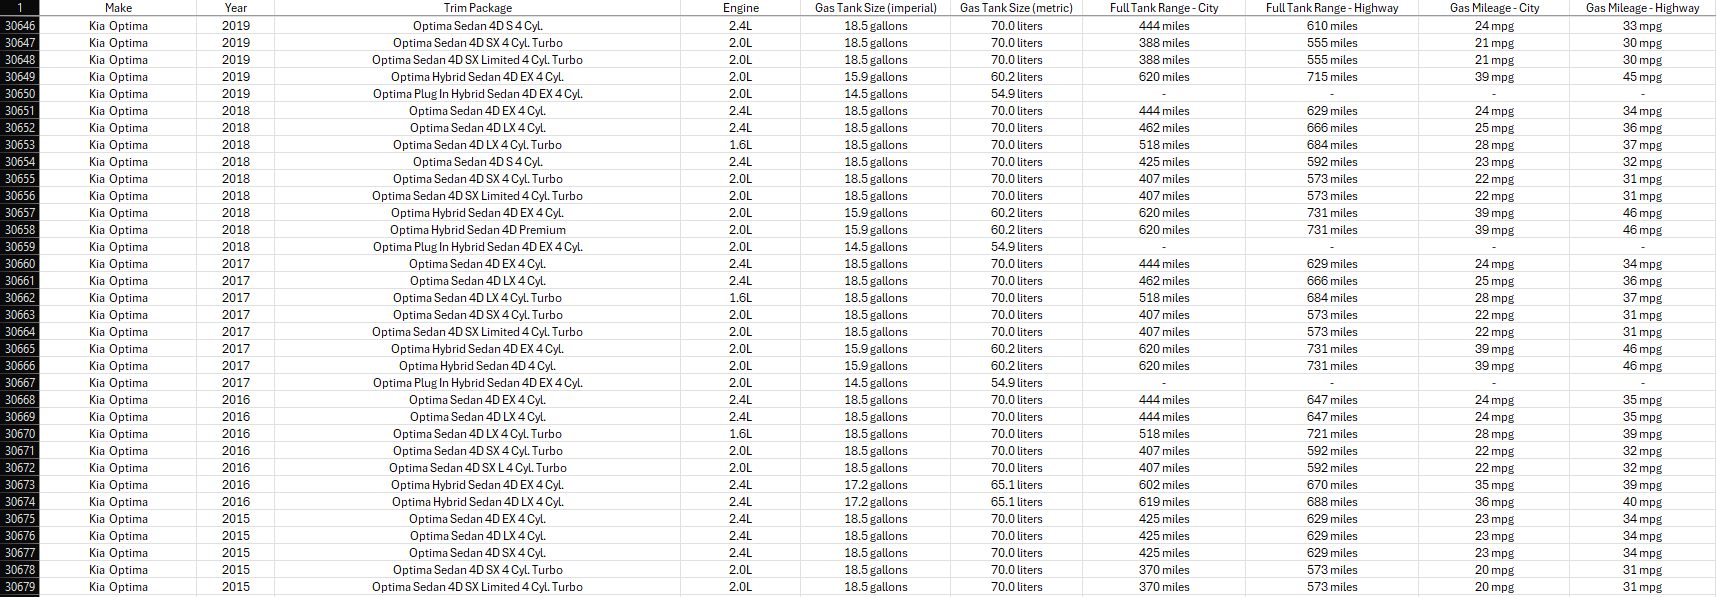 1 Make Year Trim Package Engine Gas Tank Size (imperial) Gas Tank Size (metric) Full Tank Range - City Full Tank Range - Highway Gas Mileage - City Gas Mileage - Highway
30646 Kia Optima 2019 Optima Sedan 4D S 4 Cyl. 2.4L 18.5 gallons 70.0 liters 444 miles 610 miles 24 mpg 33 mpg
30647 Kia Optima 2019 Optima Sedan 4D SX 4 Cyl. Turbo 2.0L 18.5 gallons 70.0 liters 388 miles 555 miles 21 mpg 30 mpg
30648 Kia Optima 2019 Optima Sedan 4D SX Limited 4 Cyl. Turbo 2.0L 18.5 gallons 70.0 liters 388 miles 555 miles 21 mpg 30 mpg
30649 Kia Optima 2019 Optima Hybrid Sedan 4D EX 4 Cyl. 2.0L 15.9 gallons 60.2 liters 620 miles 715 miles 39 mpg 45 mpg
30650 Kia Optima 2019 Optima Plug In Hybrid Sedan 4D EX 4 Cyl. 2.0L 14.5 gallons 54.9 liters - - - -
30651 Kia Optima 2018 Optima Sedan 4D EX 4 Cyl. 2.4L 18.5 gallons 70.0 liters 444 miles 629 miles 24 mpg 34 mpg
30652 Kia Optima 2018 Optima Sedan 4D LX 4 Cyl. 2.4L 18.5 gallons 70.0 liters 462 miles 666 miles 25 mpg 36 mpg
30653 Kia Optima 2018 Optima Sedan 4D LX 4 Cyl. Turbo 1.6L 18.5 gallons 70.0 liters 518 miles 684 miles 28 mpg 37 mpg
30654 Kia Optima 2018 Optima Sedan 4D S 4 Cyl. 2.4L 18.5 gallons 70.0 liters 425 miles 592 miles 23 mpg 32 mpg
30655 Kia Optima 2018 Optima Sedan 4D SX 4 Cyl. Turbo 2.0L 18.5 gallons 70.0 liters 407 miles 573 miles 22 mpg 31 mpg
30656 Kia Optima 2018 Optima Sedan 4D SX Limited 4 Cyl. Turbo 2.0L 18.5 gallons 70.0 liters 407 miles 573 miles 22 mpg 31 mpg
30657 Kia Optima 2018 Optima Hybrid Sedan 4D EX 4 Cyl. 2.0L 15.9 gallons 60.2 liters 620 miles 731 miles 39 mpg 46 mpg
30658 Kia Optima 2018 Optima Hybrid Sedan 4D Premium 2.0L 15.9 gallons 60.2 liters 620 miles 731 miles 39 mpg 46 mpg
30659 Kia Optima 2018 Optima Plug In Hybrid Sedan 4D EX 4 Cyl. 2.0L 14.5 gallons 54.9 liters - - - -
30660 Kia Optima 2017 Optima Sedan 4D EX 4 Cyl. 2.4L 18.5 gallons 70.0 liters 444 miles 629 miles 24 mpg 34 mpg
30661 Kia Optima 2017 Optima Sedan 4D LX 4 Cyl. 2.4L 18.5 gallons 70.0 liters 462 miles 666 miles 25 mpg 36 mpg
30662 Kia Optima 2017 Optima Sedan 4D LX 4 Cyl. Turbo 1.6L 18.5 gallons 70.0 liters 518 miles 684 miles 28 mpg 37 mpg
30663 Kia Optima 2017 Optima Sedan 4D SX 4 Cyl. Turbo 2.0L 18.5 gallons 70.0 liters 407 miles 573 miles 22 mpg 31 mpg
30664 Kia Optima 2017 Optima Sedan 4D SX Limited 4 Cyl. Turbo 2.0L 18.5 gallons 70.0 liters 407 miles 573 miles 22 mpg 31 mpg
30665 Kia Optima 2017 Optima Hybrid Sedan 4D EX 4 Cyl. 2.0L 15.9 gallons 60.2 liters 620 miles 731 miles 39 mpg 46 mpg
30666 Kia Optima 2017 Optima Hybrid Sedan 4D 4 Cyl. 2.0L 15.9 gallons 60.2 liters 620 miles 731 miles 39 mpg 46 mpg
30667 Kia Optima 2017 Optima Plug In Hybrid Sedan 4D EX 4 Cyl. 2.0L 14.5 gallons 54.9 liters - - - -
30668 Kia Optima 2016 Optima Sedan 4D EX 4 Cyl. 2.4L 18.5 gallons 70.0 liters 444 miles 647 miles 24 mpg 35 mpg
30669 Kia Optima 2016 Optima Sedan 4D LX 4 Cyl. 2.4L 18.5 gallons 70.0 liters 444 miles 647 miles 24 mpg 35 mpg
30670 Kia Optima 2016 Optima Sedan 4D LX 4 Cyl. Turbo 1.6L 18.5 gallons 70.0 liters 518 miles 721 miles 28 mpg 39 mpg
30671 Kia Optima 2016 Optima Sedan 4D SX 4 Cyl. Turbo 2.0L 18.5 gallons 70.0 liters 407 miles 592 miles 22 mpg 32 mpg
30672 Kia Optima 2016 Optima Sedan 4D SX L 4 Cyl. Turbo 2.0L 18.5 gallons 70.0 liters 407 miles 592 miles 22 mpg 32 mpg
30673 Kia Optima 2016 Optima Hybrid Sedan 4D EX 4 Cyl. 2.4L 17.2 gallons 65.1 liters 602 miles 670 miles 35 mpg 39 mpg
30674 Kia Optima 2016 Optima Hybrid Sedan 4D LX 4 Cyl. 2.4L 17.2 gallons 65.1 liters 619 miles 688 miles 36 mpg 40 mpg
30675 Kia Optima 2015 Optima Sedan 4D EX 4 Cyl. 2.4L 18.5 gallons 70.0 liters 425 miles 629 miles 23 mpg 34 mpg
30676 Kia Optima 2015 Optima Sedan 4D LX 4 Cyl. 2.4L 18.5 gallons 70.0 liters 425 miles 629 miles 23 mpg 34 mpg
30677 Kia Optima 2015 Optima Sedan 4D SX 4 Cyl. 2.4L 18.5 gallons 70.0 liters 425 miles 629 miles 23 mpg 34 mpg
30678 Kia Optima 2015 Optima Sedan 4D SX 4 Cyl. Turbo 2.0L 18.5 gallons 70.0 liters 370 miles 573 miles 20 mpg 31 mpg
30679 Kia Optima 2015 Optima Sedan 4D SX Limited 4 Cyl. Turbo 2.0L 18.5 gallons 70.0 liters 370 miles 573 miles 20 mpg 31 mpg